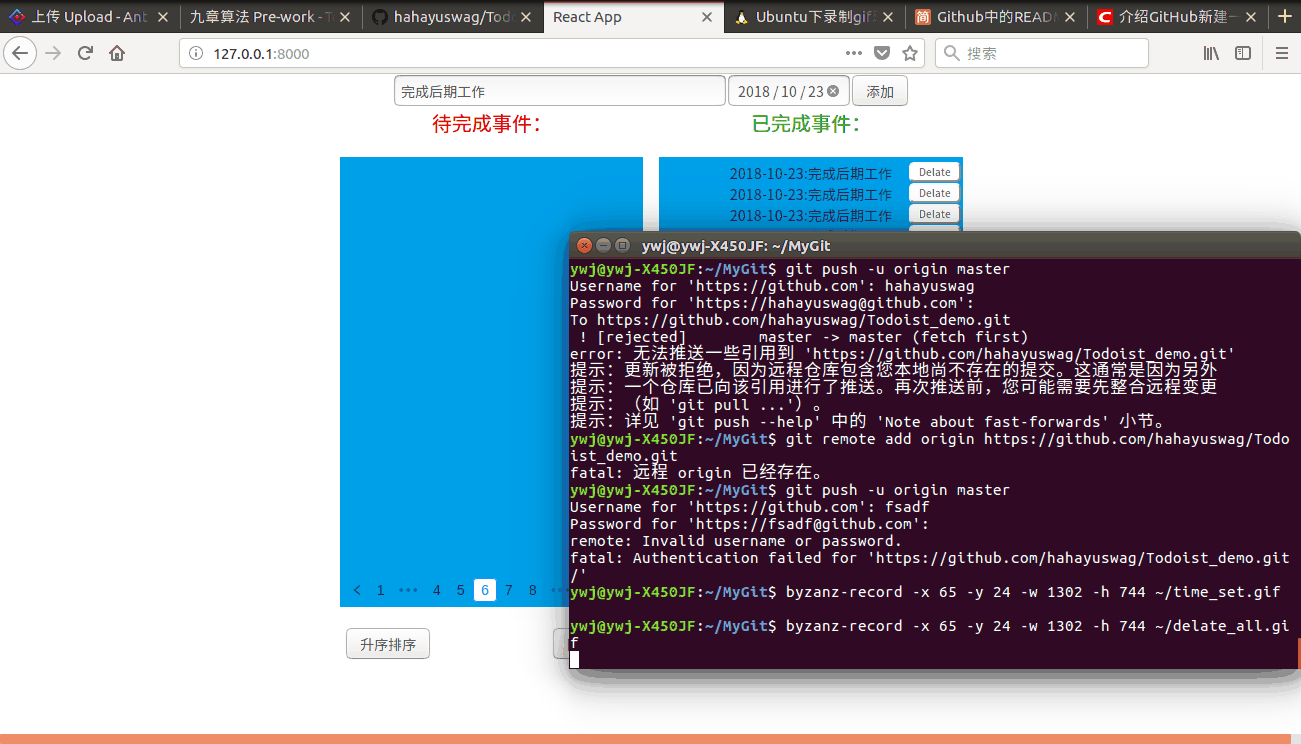 上传 Upload - Ant
九章算法 Pre-work - T
hahayuswag/Todo
React App
Ubuntu下录制gif
Github中的READ
介绍GitHub新建一
127.0.0.1:8000
搜索
完成后期工作
2018 / 10 / 23
添加
待完成事件：
已完成事件：
2018-10-23:完成后期工作 Delate
2018-10-23:完成后期工作 Delate
2018-10-23:完成后期工作 Delate
1 ••• 4 5 6 7 8 •••
升序排序
ywj@ywj-X450JF: ~/MyGit
ywj@ywj-X450JF:~/MyGit$ git push -u origin master
Username for 'https://github.com': hahayuswag
Password for 'https://hahayuswag@github.com':
To https://github.com/hahayuswag/Todoist_demo.git
! [rejected]        master -> master (fetch first)
error: 无法推送一些引用到 'https://github.com/hahayuswag/Todoist_demo.git'
提示：更新被拒绝，因为远程仓库包含您本地尚不存在的提交。这通常是因为另外
提示：一个仓库已向该引用进行了推送。再次推送前，您可能需要先整合远程变更
提示：（如 'git pull ...'）。
提示：详见 'git push --help' 中的 'Note about fast-forwards' 小节。
ywj@ywj-X450JF:~/MyGit$ git remote add origin https://github.com/hahayuswag/Todo
ist_demo.git
fatal: 远程 origin 已经存在。
ywj@ywj-X450JF:~/MyGit$ git push -u origin master
Username for 'https://github.com': fsadf
Password for 'https://fsadf@github.com':
remote: Invalid username or password.
fatal: Authentication failed for 'https://github.com/hahayuswag/Todoist_demo.git
/'
ywj@ywj-X450JF:~/MyGit$ byzanz-record -x 65 -y 24 -w 1302 -h 744 ~/time_set.gif
ywj@ywj-X450JF:~/MyGit$ byzanz-record -x 65 -y 24 -w 1302 -h 744 ~/delate_all.gi
f